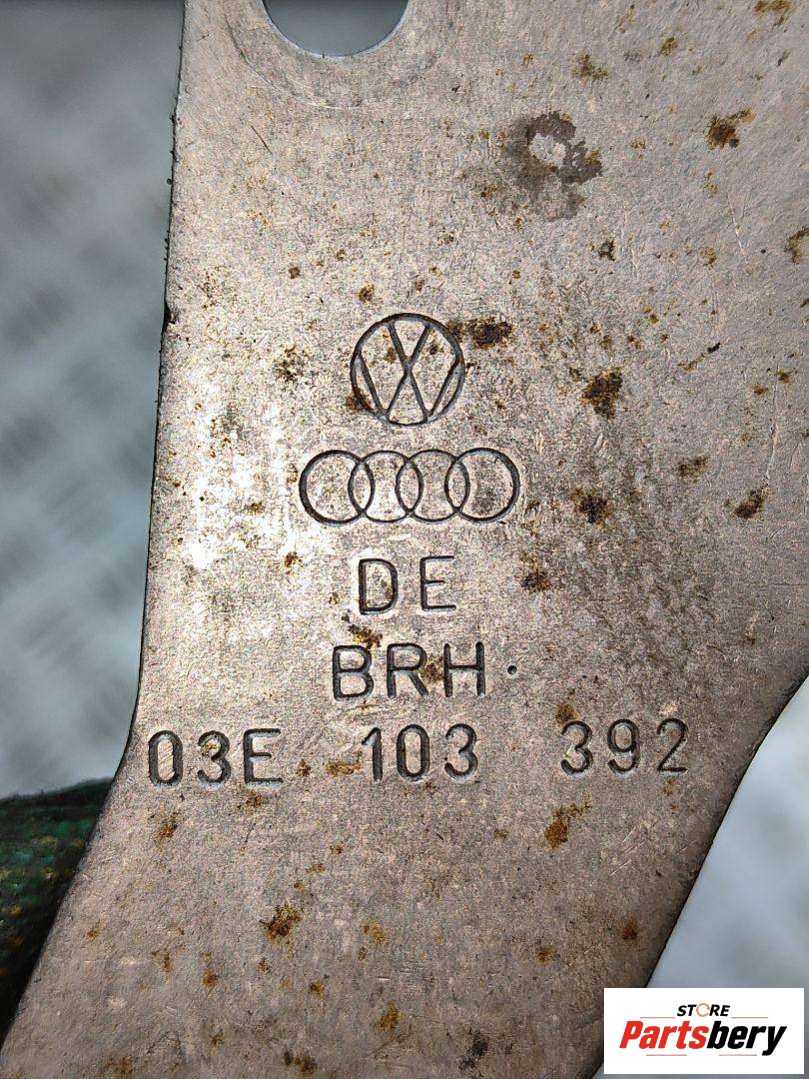 DE
BRH.
03E 103 392
STORE
Partsbery